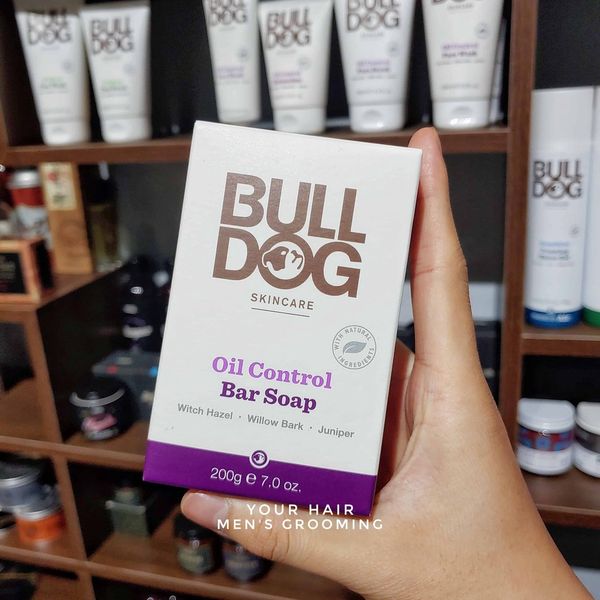 BULL
DOG
BULL
DOG
BULL
DOG
BULL
DOG
BULL
DOG
BULL
DOG
SKINCARE
WITH NATURAL
INGREDIENTS
Oil Control
Bar Soap
Witch Hazel · Willow Bark · Juniper
200g e 7.0 oz.
YOUR HAIR
MEN'S GROOMING